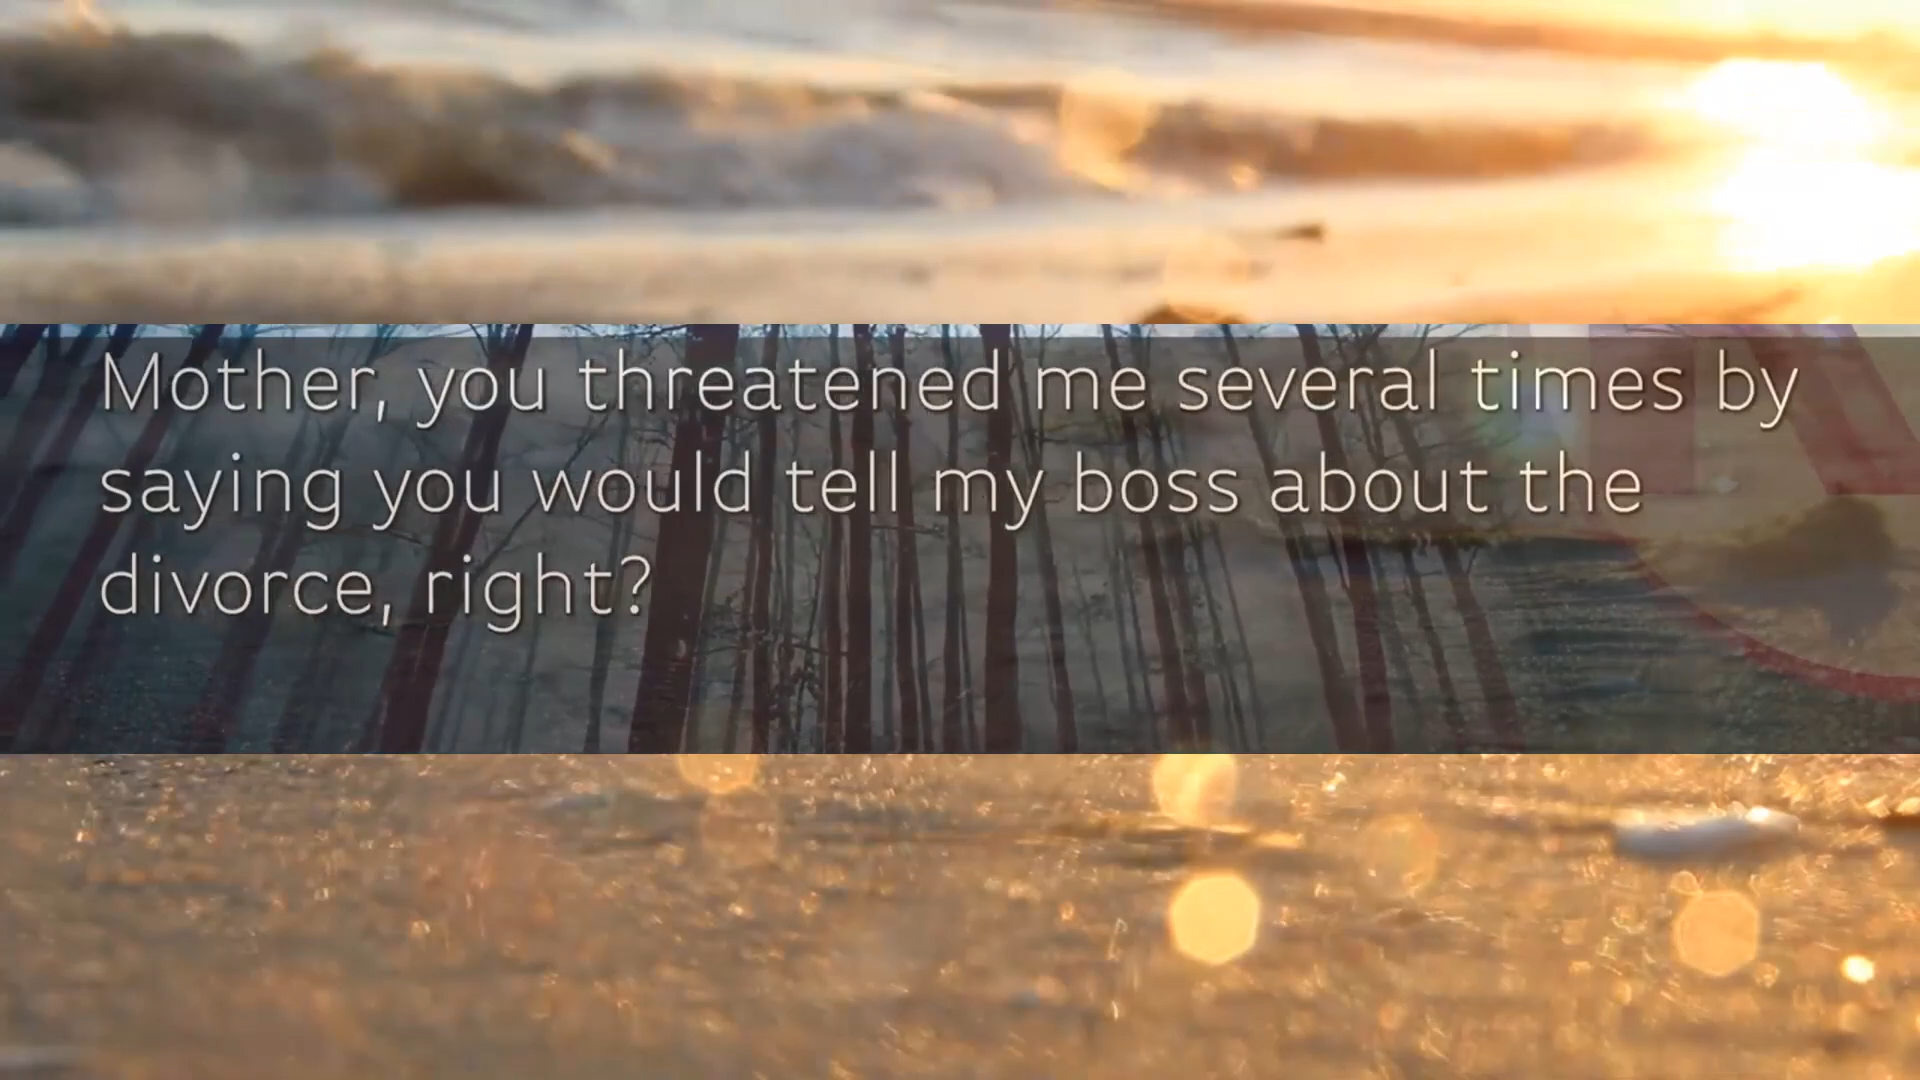 Mother, you threatened me several times by
saying you would tell my boss about the
divorce, right?